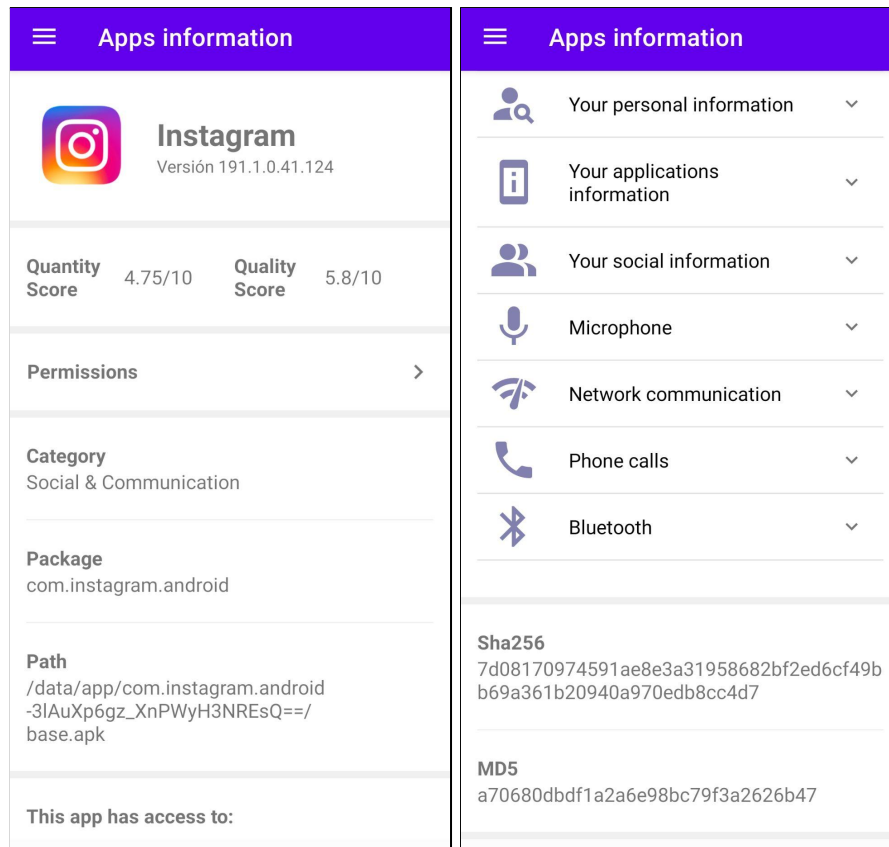 Apps information
Instagram
Versión 191.1.0.41.124
Quantity Score 4.75/10 Quality Score 5.8/10
Permissions
Category
Social & Communication
Package
com.instagram.android
Path
/data/app/com.instagram.android
-3lAuXp6gz_XnPWyH3NREsQ==/
base.apk
This app has access to:
Apps information
Your personal information
Your applications
information
Your social information
Microphone
Network communication
Phone calls
Bluetooth
Sha256
7d08170974591ae8e3a31958682bf2ed6cf49b
b69a361b20940a970edb8cc4d7
MD5
a70680dbdf1a2a6e98bc79f3a2626b47